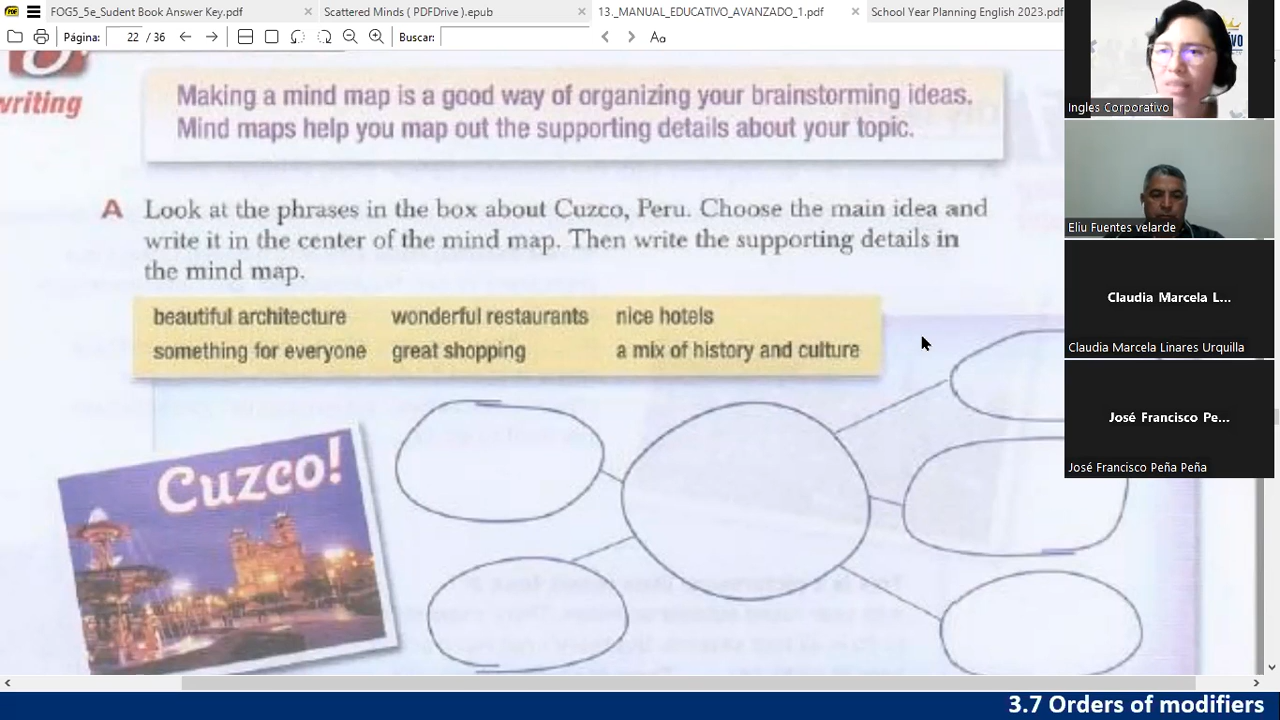 FOG5_5e_Sudent Book Answer Key.pdf
Scattered Minds ( PDFDrive ).epub
13._MANUAL_EDUCATIVO_AVANZADO_1.pdf
School Year Planning English 2023.pdf
Página:
22 / 36
Buscar:
Aa
writing
Making a mind map is a good way of organizing your brainstorming ideas.
Mind maps help you map out the supporting details about your topic.
A Look at the phrases in the box about Cuzco, Peru. Choose the main idea and
write it in the center of the mind map. Then write the supporting details in
the mind map.
beautiful architecture wonderful restaurants nice hotels
something for everyone great shopping a mix of history and culture
Cuzco!
Ingles Corporativo
Eliu Fuentes velarde
Claudia Marcela L...
Claudia Marcela Linares Urquilla
José Francisco Pe...
José Francisco Peña Peña
3.7 Orders of modifiers